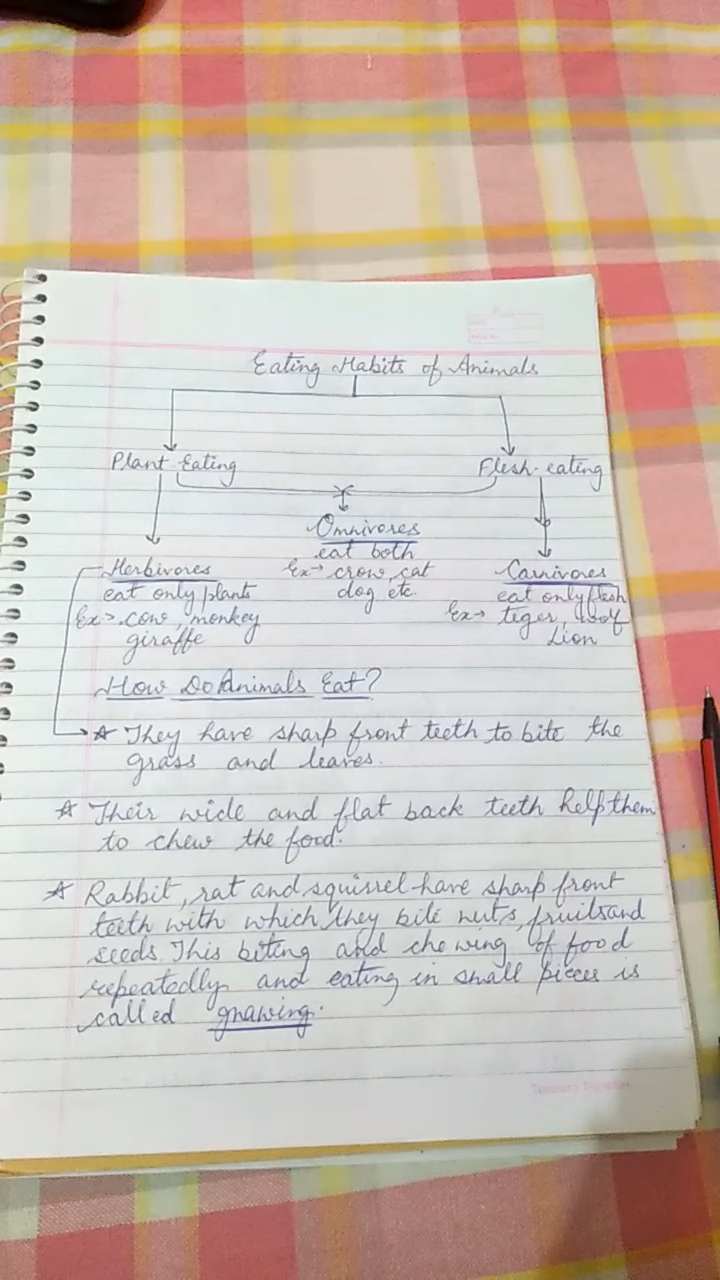 Eating Habits of Animals
Plant Eating
Flesh-eating
Omnivores
eat both
Ex→ crow, cat
dog etc.
Herbivores
eat only plants
Ex→ cow, monkey
giraffe
Carnivores
eat only flesh
Ex→ tiger, woof
Lion
How Do Animals Eat?
☆ They have sharp front teeth to bite the
grass and leaves.
☆ Their wide and flat back teeth help them
to chew the food.
☆ Rabbit, rat and squirrel have sharp front
teeth with which they bite nuts, fruits and
seeds. This biting and chewing of food
repeatedly and eating in small pieces is
called gnawing.
Teacher's Signature